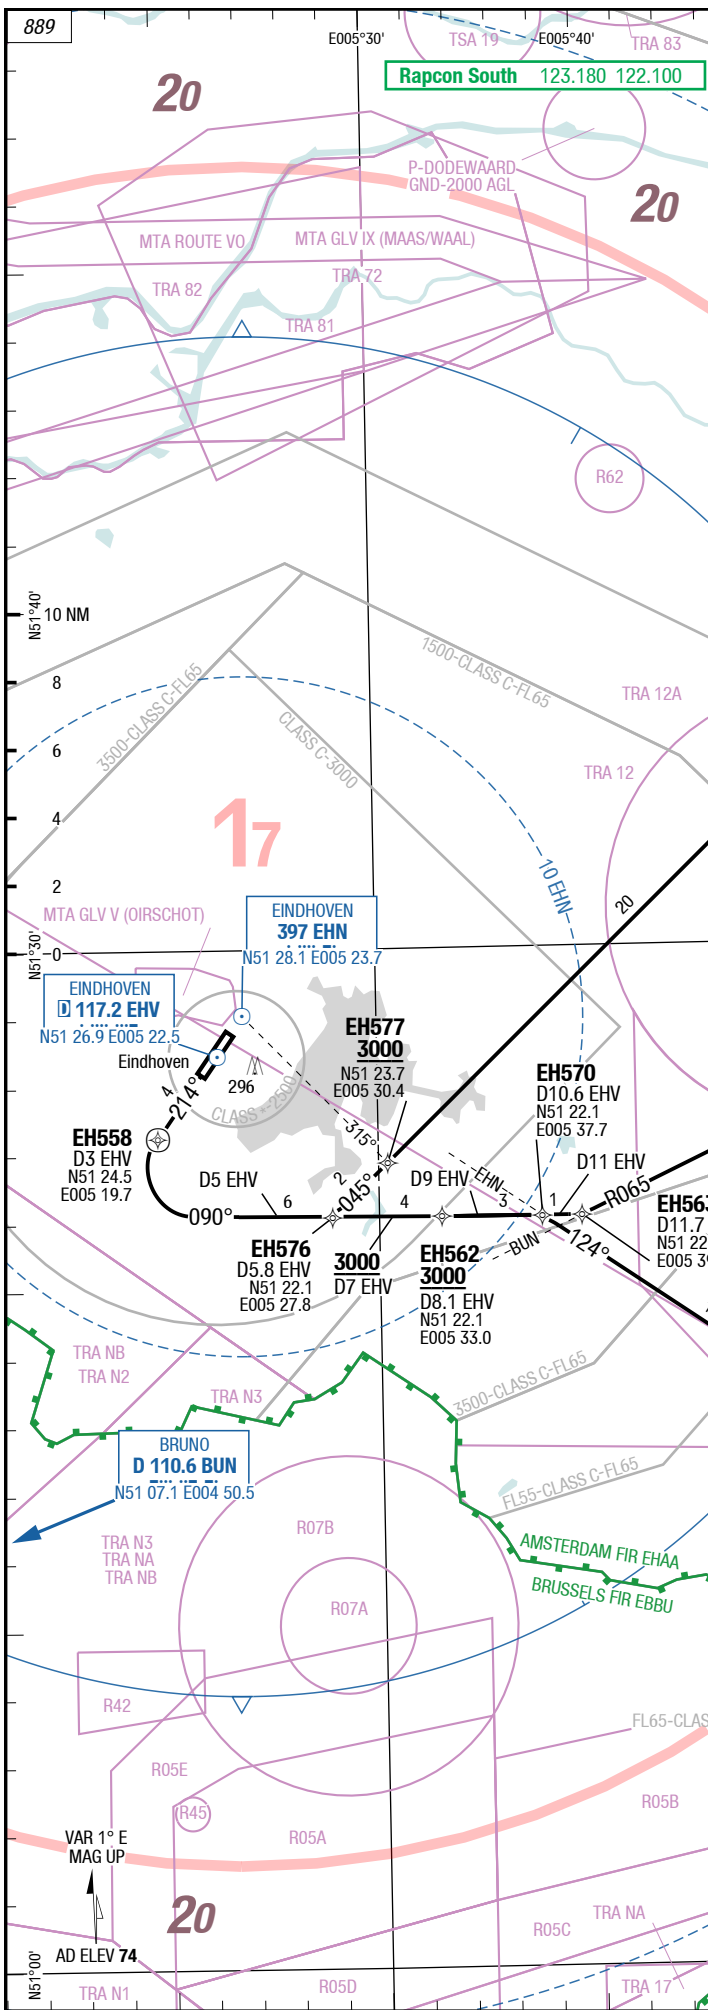 889
E005°30'
TSA 19
E005°40'
TRA 83
Rapcon South 123.180 122.100
20
P-DODEWAARD
GND-2000 AGL
20
MTA ROUTE VO
MTA GLV IX (MAAS/WAAL)
TRA 82
TRA 72
TRA 81
R62
N51°40'
10 NM
1500-CLASS C-FL65
3500-CLASS C-FL65
8
TRA 12A
CLASS C-3000
6
TRA 12
4
17
2
10 EHN
20
MTA GLV V (OIRSCHOT)
EINDHOVEN
397 EHN
N51 28.1 E005 23.7
N51°30'
0
EINDHOVEN
D 117.2 EHV
N51 26.9 E005 22.5
EH577
3000
N51 23.7
E005 30.4
Eindhoven
296
CLASS *-2500
EH570
D10.6 EHV
N51 22.1
E005 37.7
4
214°
315°
EH558
D3 EHV
N51 24.5
E005 19.7
D5 EHV
2
045°
D9 EHV
EHN
D11 EHV
R065
090°
6
4
3
1
BUN
124°
EH563
D11.7
N51 22
E005 39
EH576
D5.8 EHV
N51 22.1
E005 27.8
3000
D7 EHV
EH562
3000
D8.1 EHV
N51 22.1
E005 33.0
TRA NB
TRA N2
TRA N3
3500-CLASS C-FL65
BRUNO
D 110.6 BUN
N51 07.1 E004 50.5
FL55-CLASS C-FL65
TRA N3
TRA NA
TRA NB
R07B
AMSTERDAM FIR EHAA
BRUSSELS FIR EBBU
R07A
R42
FL65-CLAS
R05E
R45
R05B
R05A
VAR 1° E
MAG UP
20
TRA NA
R05C
AD ELEV 74
N51°00'
TRA N1
R05D
TRA 17